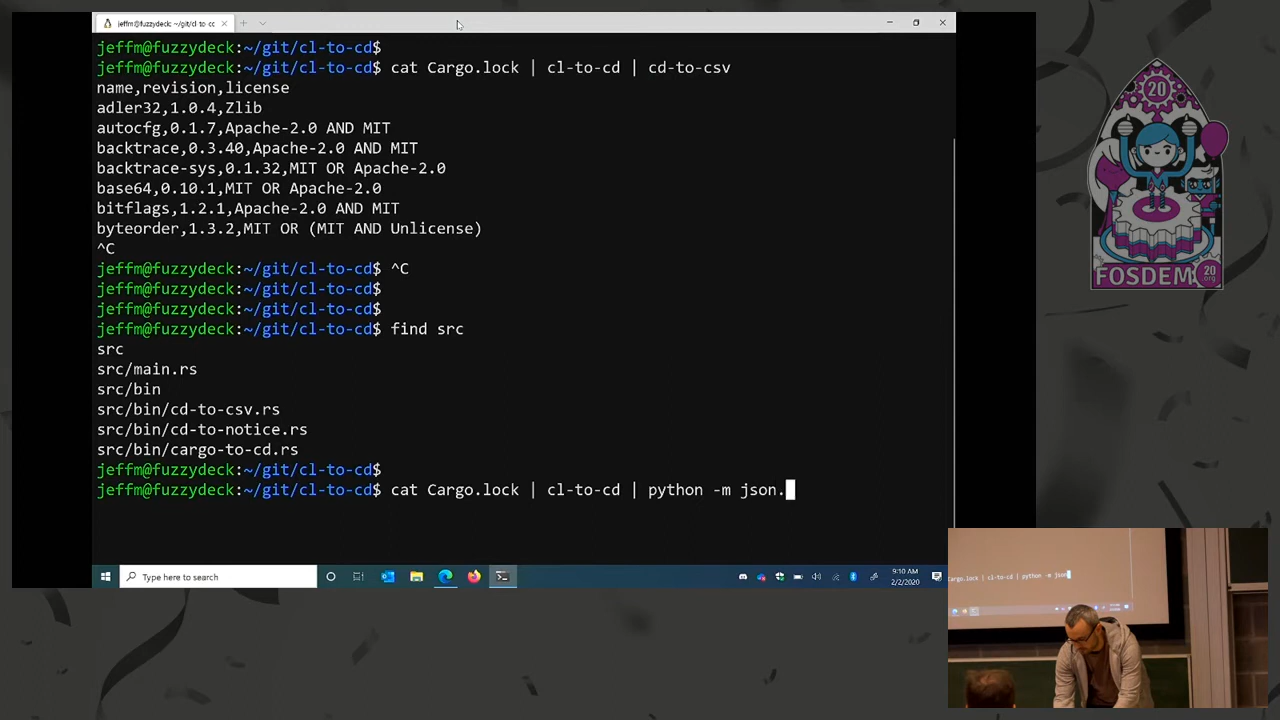 jeffm@fuzzydeck: ~/git/cl-to-cd
jeffm@fuzzydeck:~/git/cl-to-cd$
jeffm@fuzzydeck:~/git/cl-to-cd$ cat Cargo.lock | cl-to-cd | cd-to-csv
name,revision,license
adler32,1.0.4,Zlib
autocfg,0.1.7,Apache-2.0 AND MIT
backtrace,0.3.40,Apache-2.0 AND MIT
backtrace-sys,0.1.32,MIT OR Apache-2.0
base64,0.10.1,MIT OR Apache-2.0
bitflags,1.2.1,Apache-2.0 AND MIT
byteorder,1.3.2,MIT OR (MIT AND Unlicense)
^C
jeffm@fuzzydeck:~/git/cl-to-cd$ ^C
jeffm@fuzzydeck:~/git/cl-to-cd$
jeffm@fuzzydeck:~/git/cl-to-cd$
jeffm@fuzzydeck:~/git/cl-to-cd$ find src
src
src/main.rs
src/bin
src/bin/cd-to-csv.rs
src/bin/cd-to-notice.rs
src/bin/cargo-to-cd.rs
jeffm@fuzzydeck:~/git/cl-to-cd$
jeffm@fuzzydeck:~/git/cl-to-cd$ cat Cargo.lock | cl-to-cd | python -m json.
Type here to search
9:10 AM
2/2/2020
20
FOSDEM
20
.org
Cargo.lock | cl-to-cd | python -m json